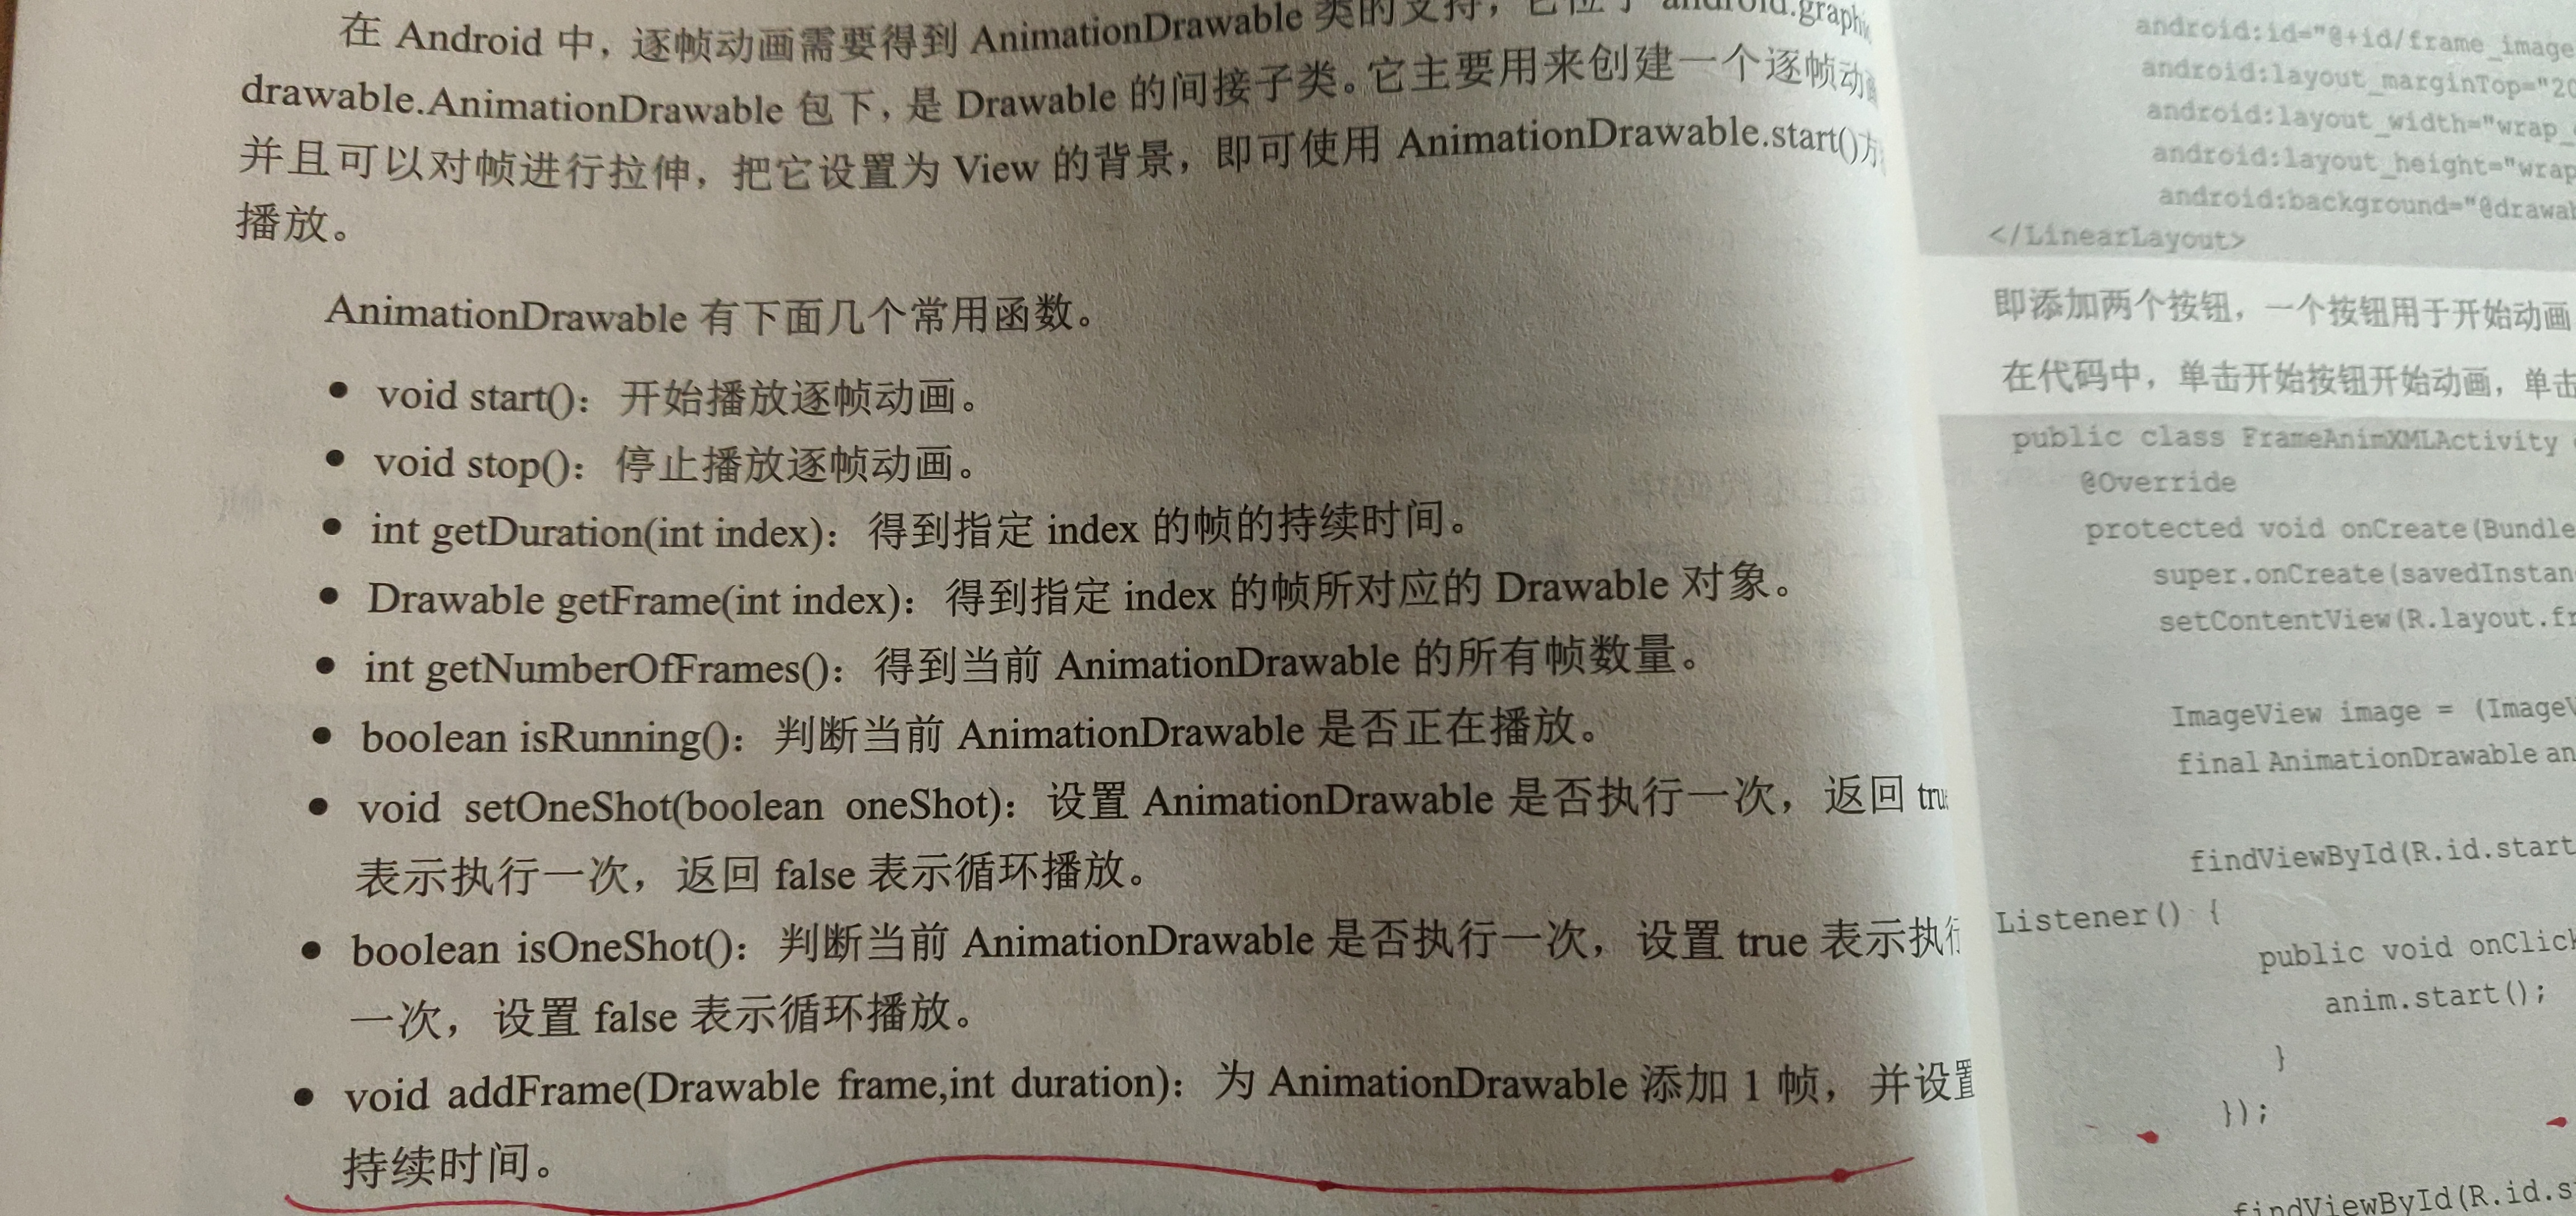 在 Android 中，逐帧动画需要得到 AnimationDrawable 类的支持，它位于 android.graphi
drawable.AnimationDrawable 包下，是 Drawable 的间接子类。它主要用来创建一个逐帧动
并且可以对帧进行拉伸，把它设置为 View 的背景，即可使用 AnimationDrawable.start()方
播放。
AnimationDrawable 有下面几个常用函数。
● void start()：开始播放逐帧动画。
● void stop()：停止播放逐帧动画。
● int getDuration(int index)：得到指定 index 的帧的持续时间。
● Drawable getFrame(int index)：得到指定 index 的帧所对应的 Drawable 对象。
● int getNumberOfFrames()：得到当前 AnimationDrawable 的所有帧数量。
● boolean isRunning()：判断当前 AnimationDrawable 是否正在播放。
● void setOneShot(boolean oneShot)：设置 AnimationDrawable 是否执行一次，返回 tru
表示执行一次，返回 false 表示循环播放。
● boolean isOneShot()：判断当前 AnimationDrawable 是否执行一次，设置 true 表示执行
一次，设置 false 表示循环播放。
● void addFrame(Drawable frame,int duration)：为 AnimationDrawable 添加 1 帧，并设置
持续时间。
android:id="@+id/frame_image
android:layout_marginTop="20
android:layout_width="wrap_
android:layout_height="wrap
android:background="@drawab
</LinearLayout>
即添加两个按钮，一个按钮用于开始动画
在代码中，单击开始按钮开始动画，单击
public class FrameAnimXMLActivity
@Override
protected void onCreate(Bundle
super.onCreate(savedInstan
setContentView(R.layout.fr
ImageView image = (ImageV
final AnimationDrawable an
findViewById(R.id.start
Listener() {
public void onClick
anim.start();
}
});
findViewById(R.id.s